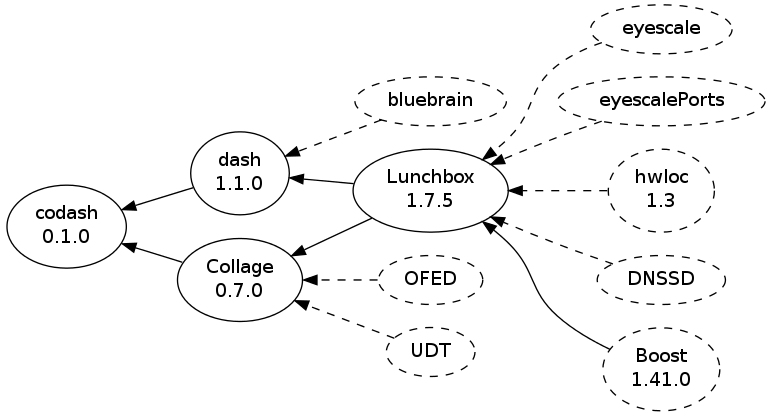 eyescale
bluebrain
eyescalePorts
dash
1.1.0
Lunchbox
1.7.5
hwloc
1.3
codash
0.1.0
Collage
0.7.0
OFED
DNSSD
UDT
Boost
1.41.0